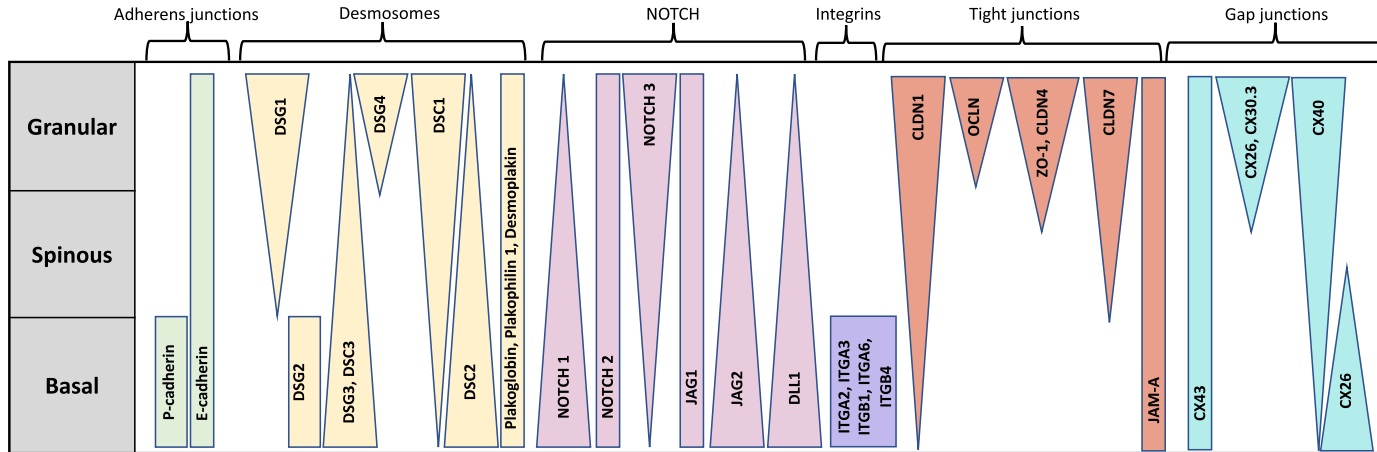 Adherens junctions
Desmosomes
NOTCH
Integrins
Tight junctions
Gap junctions
Granular
Spinous
Basal
P-cadherin
E-cadherin
DSG1
DSG2
DSG3, DSC3
DSG4
DSC1
DSC2
Plakoglobin, Plakophilin 1, Desmoplakin
NOTCH 1
NOTCH 2
NOTCH 3
JAG1
JAG2
DLL1
ITGA2, ITGA3
ITGB1, ITGA6,
ITGB4
CLDN1
OCLN
ZO-1, CLDN4
CLDN7
JAM-A
CX43
CX26, CX30.3
CX40
CX26